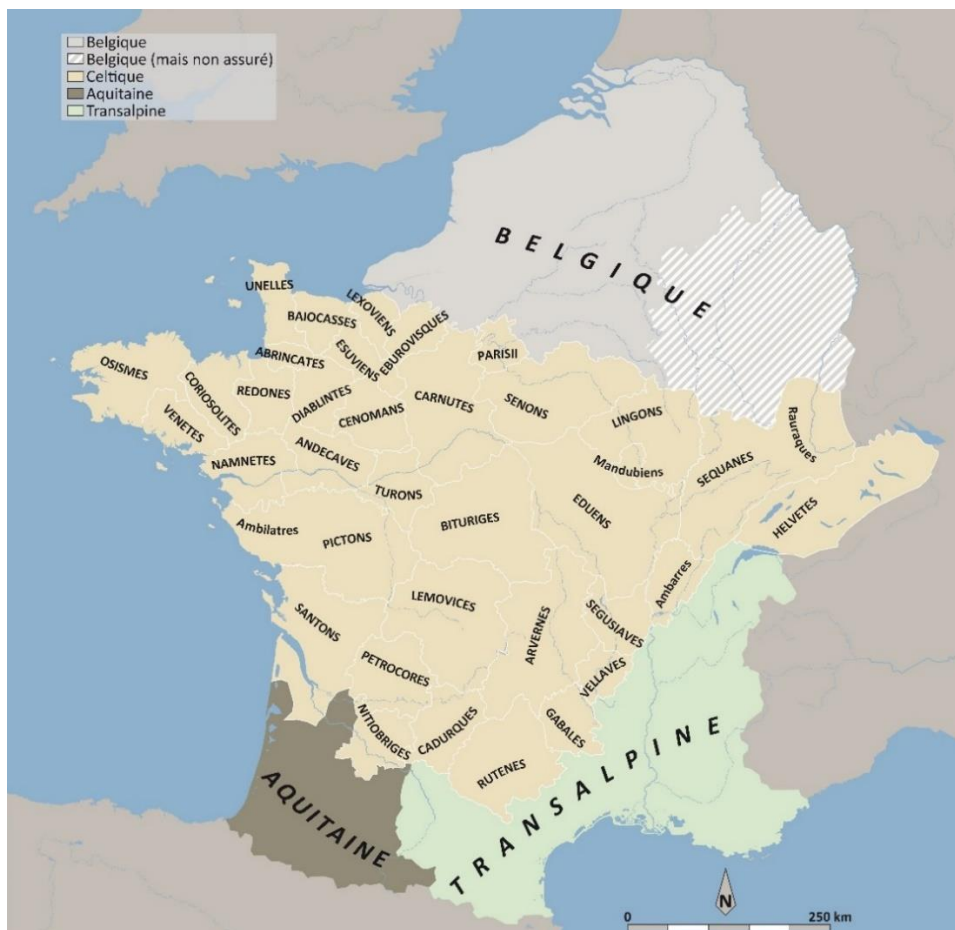 Belgique
Belgique (mais non assuré)
Celtique
Aquitaine
Transalpine
BELGIQUE
UNELLES
LEXOVIENS
BAIOCASSES
EBUROVISQUES
ESUVIENS
PARISII
ABRINCATES
OSISMES
CORIOSOLITES
REDONES
DIABLINTES
CENOMANS
CARNUTES
SENONS
LINGONS
Rauraques
VENETES
NAMNETES
ANDECAVES
Mandubiens
SEQUANES
TURONS
EDUENS
HELVETES
Ambilatres
PICTONS
BITURIGES
LEMOVICES
Ambarres
SANTONS
ARVERNES
SEGUSIAVES
PETROCORES
VELLAVES
NITIOBRIGES
CADURQUES
GABALES
RUTENES
AQUITAINE
TRANSALPINE
N
0 250 km